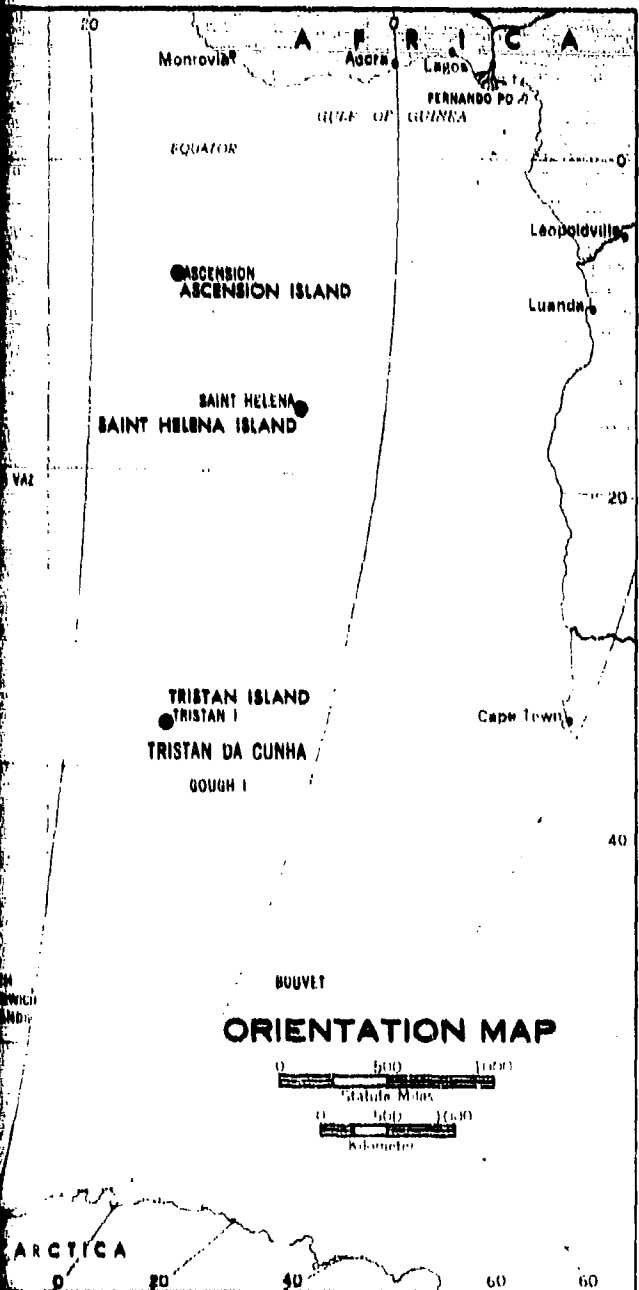 20 0
A F R I C A
Monrovia Accra Lagos
FERNANDO PO
GULF OF GUINEA
EQUATOR
0 0
Leopoldville
ASCENSION
ASCENSION ISLAND
Luanda
SAINT HELENA
SAINT HELENA ISLAND
VAZ
20
TRISTAN ISLAND
TRISTAN I
Cape Town
TRISTAN DA CUNHA
GOUGH I
40
BOUVET
ORIENTATION MAP
0 500 1000
Statute Miles
0 500 1000
Kilometer
ARCTICA
0 20 40 60 60